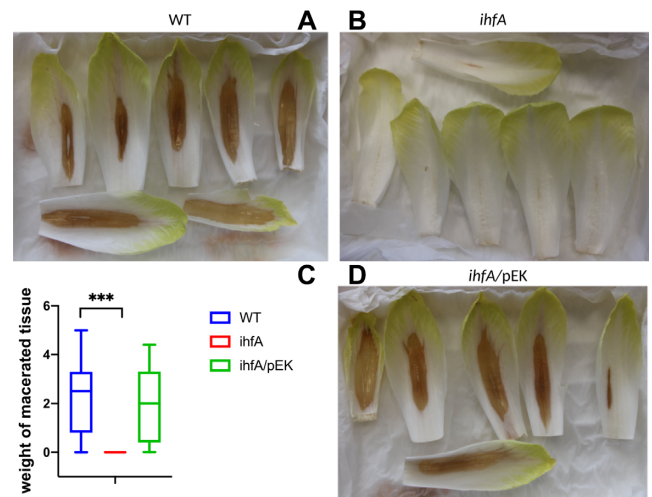 WT
A
ihfA
B
C
***
weight of macerated tissue
6
4
2
0
WT
ihfA
ihfA/pEK
D
ihfA/pEK